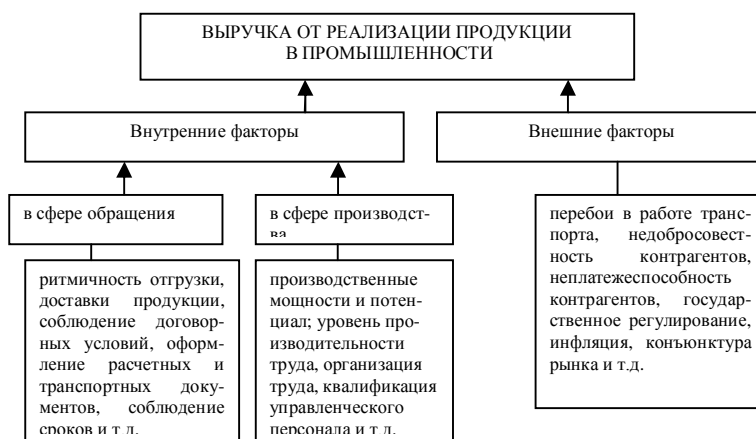 ВЫРУЧКА ОТ РЕАЛИЗАЦИИ ПРОДУКЦИИ
В ПРОМЫШЛЕННОСТИ
Внутренние факторы
Внешние факторы
в сфере обращения
в сфере производст-
ва
ритмичность отгрузки,
доставки продукции,
соблюдение договор-
ных условий, оформ-
ление расчетных и
транспортных доку-
ментов, соблюдение
сроков и т.д.
производственные
мощности и потен-
циал; уровень про-
изводительности
труда, организация
труда, квалификация
управленческого
персонала и т.д.
перебои в работе транс-
порта, недобросовест-
ность контрагентов,
неплатежеспособность
контрагентов, государ-
ственное регулирование,
инфляция, конъюнктура
рынка и т.д.